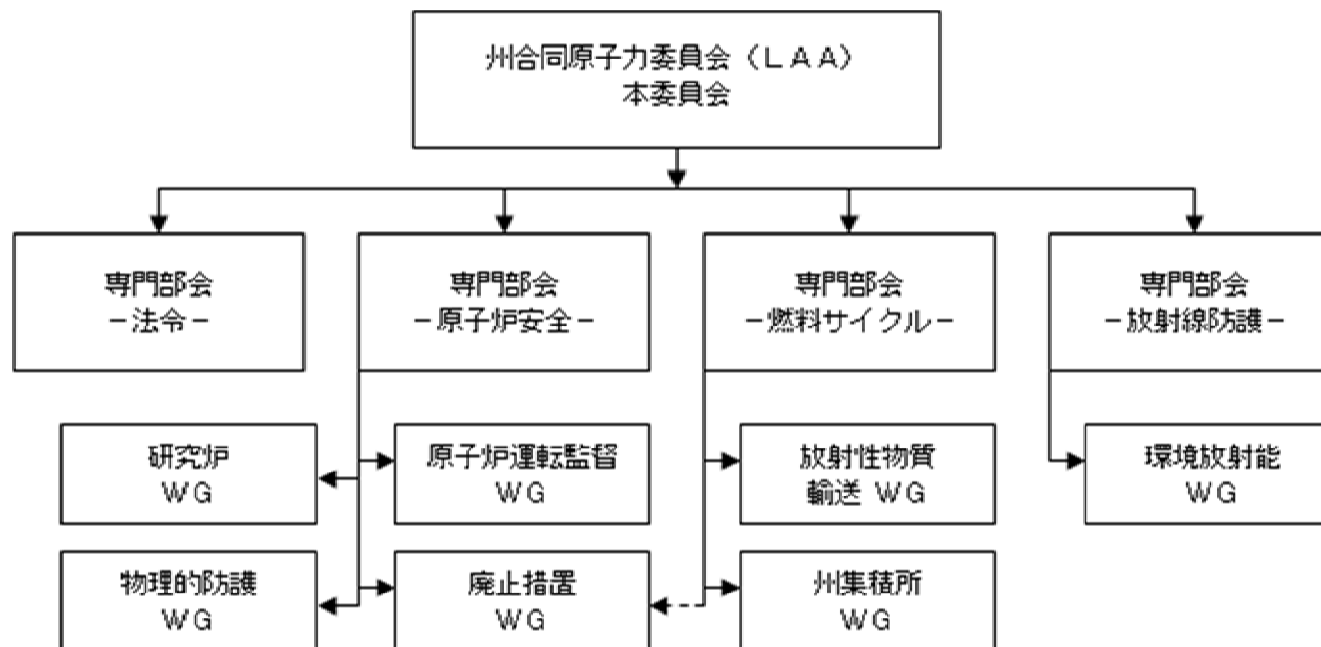 州合同原子力委員会（ＬＡＡ）
本委員会
専門部会
－法令－
専門部会
－原子炉安全－
専門部会
－燃料サイクル－
専門部会
－放射線防護－
研究炉
ＷＧ
原子炉運転監督
ＷＧ
放射性物質
輸送 ＷＧ
環境放射能
ＷＧ
物理的防護
ＷＧ
廃止措置
ＷＧ
州集積所
ＷＧ